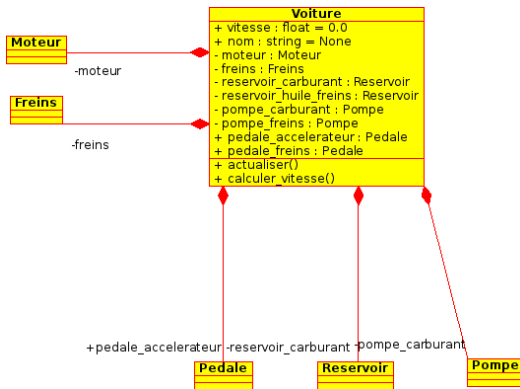 Voiture
+ vitesse : float = 0.0
+ nom : string = None
- moteur : Moteur
- freins : Freins
- reservoir_carburant : Reservoir
- reservoir_huile_freins : Reservoir
- pompe_carburant : Pompe
- pompe_freins : Pompe
+ pedale_accelerateur : Pedale
+ pedale_freins : Pedale
+ actualiser()
+ calculer_vitesse()
Moteur
-moteur
Freins
-freins
+pedale_accelerateur
-reservoir_carburant
-pompe_carburant
Pedale
Reservoir
Pompe